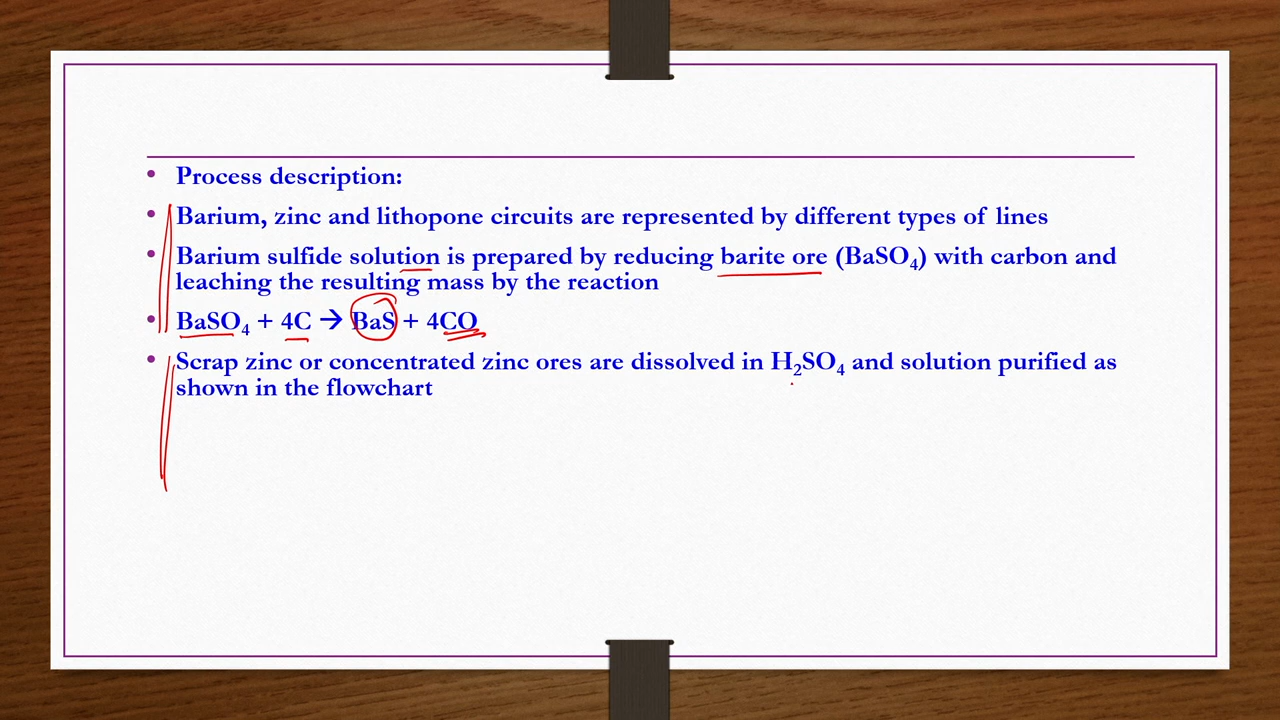 • Process description:
• Barium, zinc and lithopone circuits are represented by different types of lines
• Barium sulfide solution is prepared by reducing barite ore (BaSO₄) with carbon and
leaching the resulting mass by the reaction
• BaSO₄ + 4C → BaS + 4CO
• Scrap zinc or concentrated zinc ores are dissolved in H₂SO₄ and solution purified as
shown in the flowchart